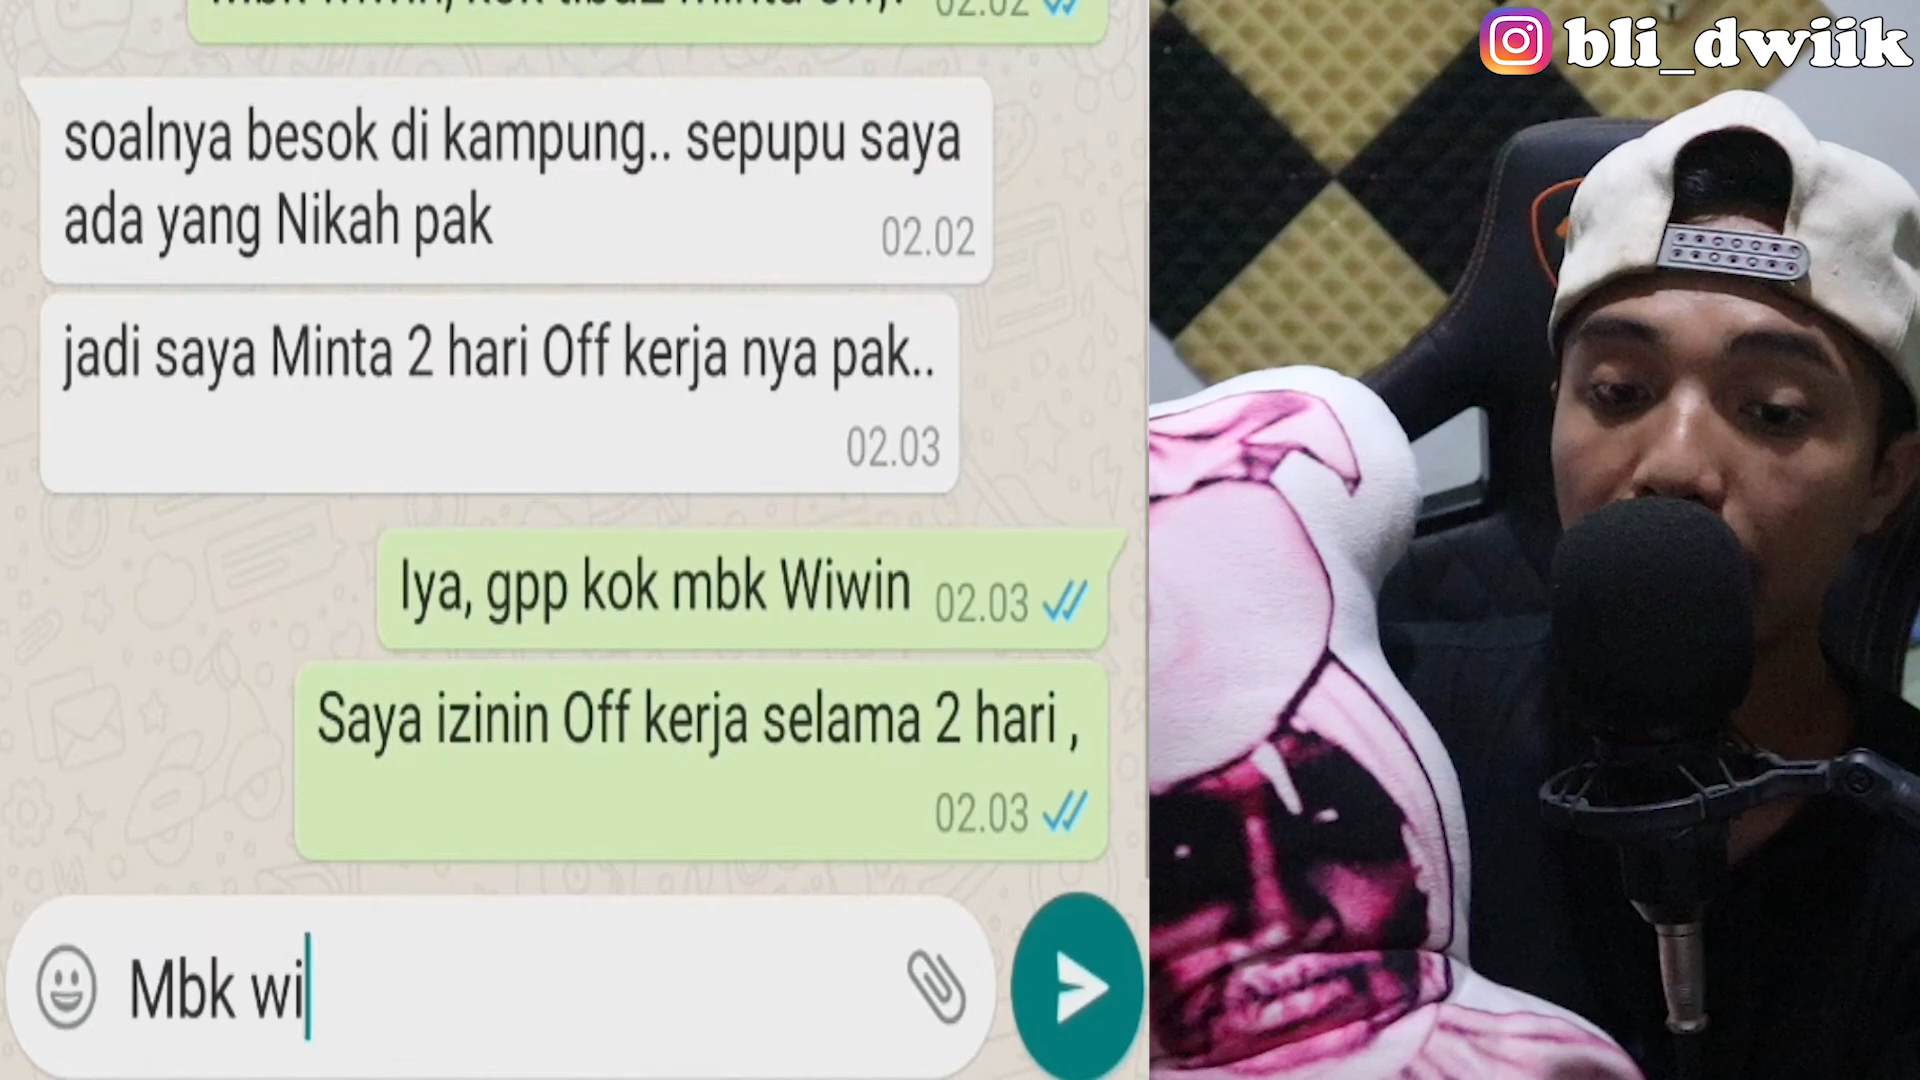 bli_dwiik
02.02
soalnya besok di kampung.. sepupu saya
ada yang Nikah pak
02.02
jadi saya Minta 2 hari Off kerja nya pak..
02.03
Iya, gpp kok mbk Wiwin 02.03
Saya izinin Off kerja selama 2 hari ,
02.03
Mbk wi